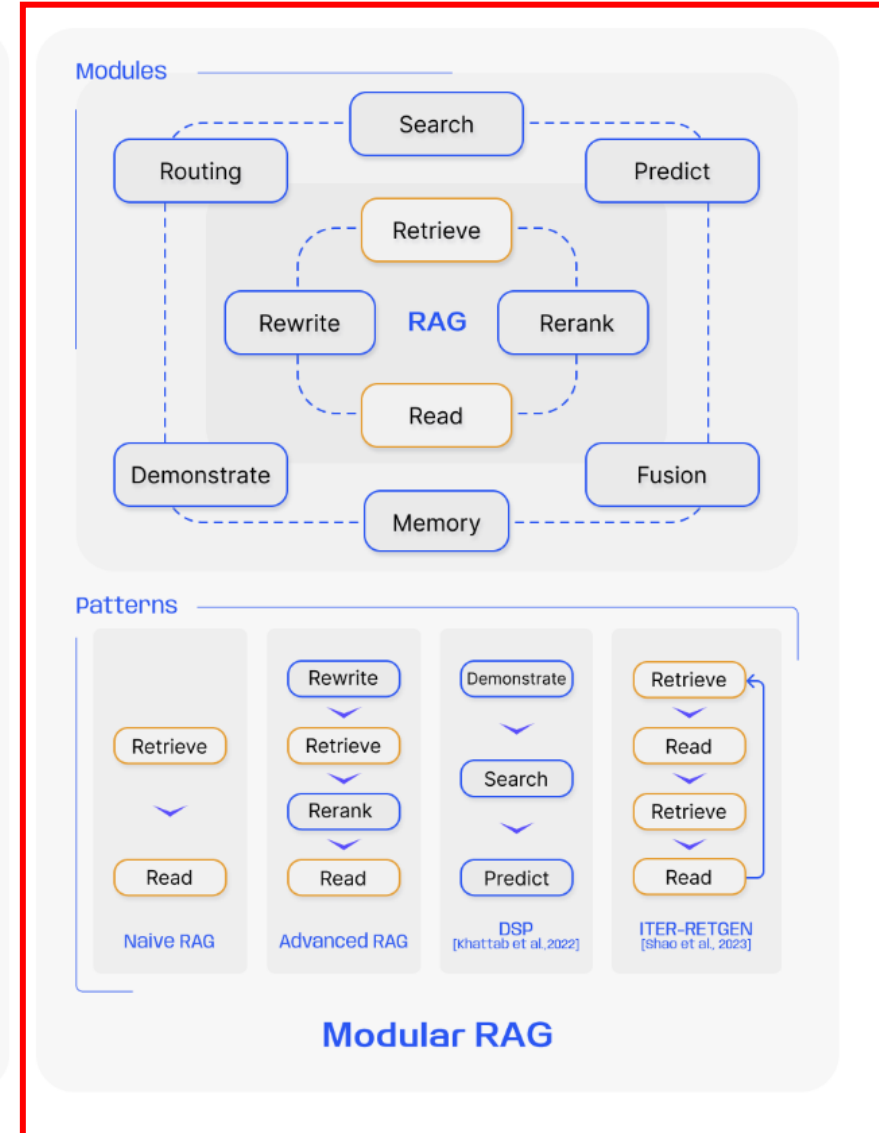 Modules
Search
Routing
Predict
Retrieve
Rewrite
RAG
Rerank
Read
Demonstrate
Fusion
Memory
Patterns
Retrieve
Read
Naive RAG
Rewrite
Retrieve
Rerank
Read
Advanced RAG
Demonstrate
Search
Predict
DSP
[Khattab et al.,2022]
Retrieve
Read
Retrieve
Read
ITER-RETGEN
[Shao et al., 2023]
Modular RAG